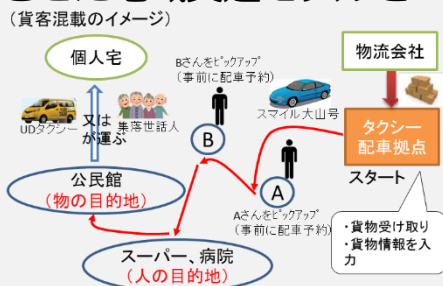 (貨客混載のイメージ)
個人宅
Bさんをピックアップ
(事前に配車予約)
物流会社
UDタクシー
又は
が運ぶ
集落世話人
スマイル大山号
タクシー
配車拠点
スタート
B
A
公民館
(物の目的地)
Aさんをピックアップ
(事前に配車予約)
・貨物受け取り
・貨物情報を入
力
スーパー、病院
(人の目的地)